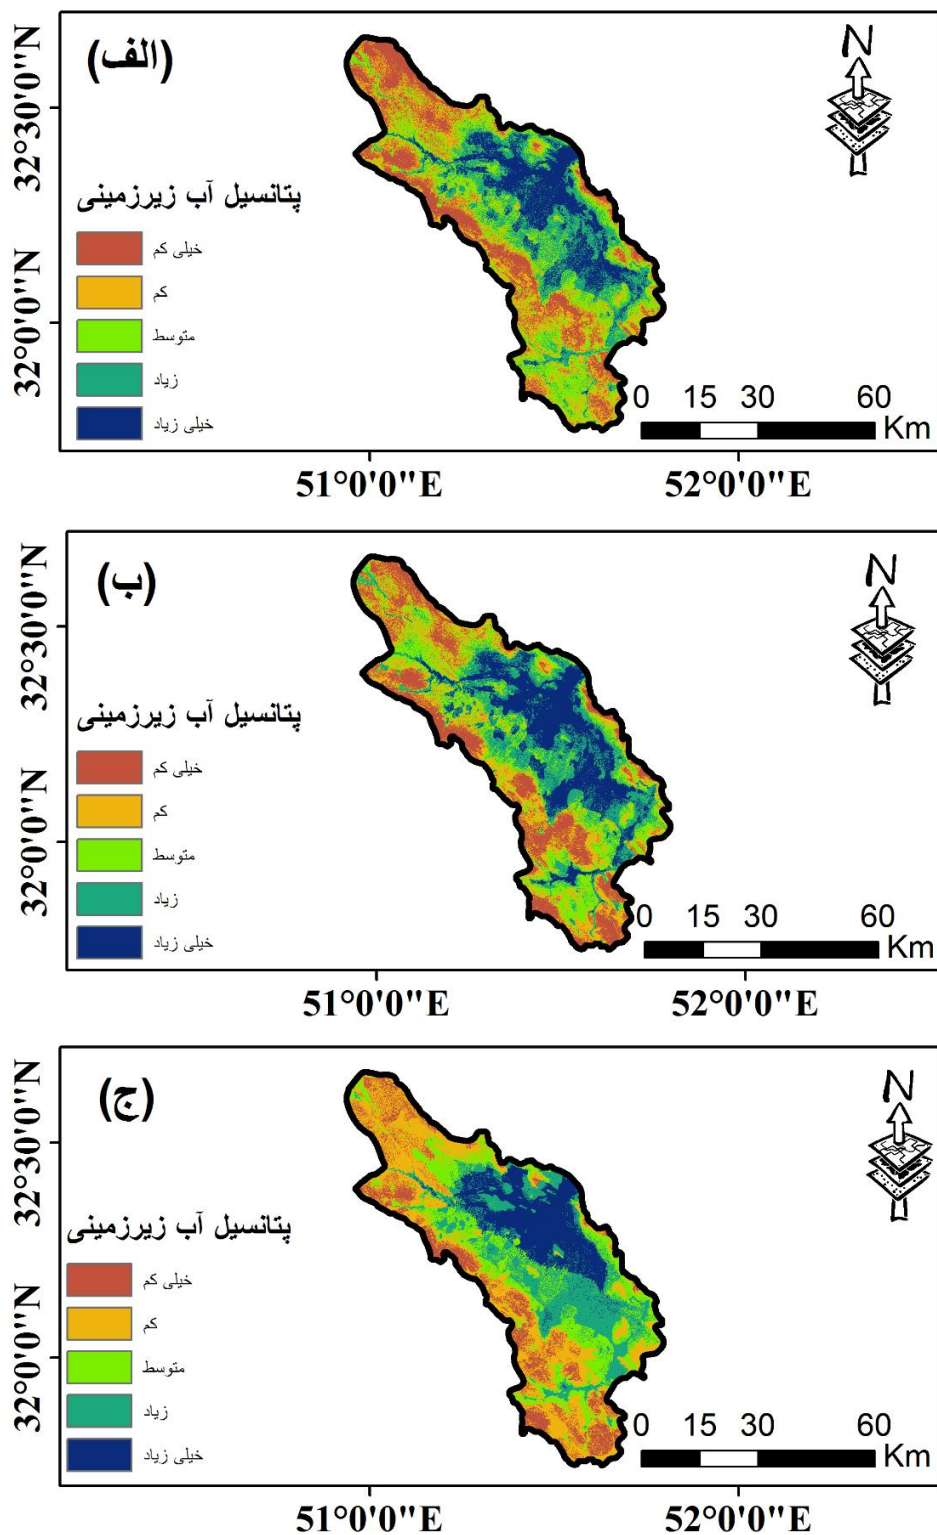 (الف)
N
32°30'0"N
32°0'0"N
پتانسیل آب زیرزمینی
خیلی کم
کم
متوسط
زیاد
خیلی زیاد
0 15 30 60
Km
51°0'0"E 52°0'0"E
(ب)
N
32°30'0"N
32°0'0"N
پتانسیل آب زیرزمینی
خیلی کم
کم
متوسط
زیاد
خیلی زیاد
0 15 30 60
Km
51°0'0"E 52°0'0"E
(ج)
N
32°30'0"N
32°0'0"N
پتانسیل آب زیرزمینی
خیلی کم
کم
متوسط
زیاد
خیلی زیاد
0 15 30 60
Km
51°0'0"E 52°0'0"E